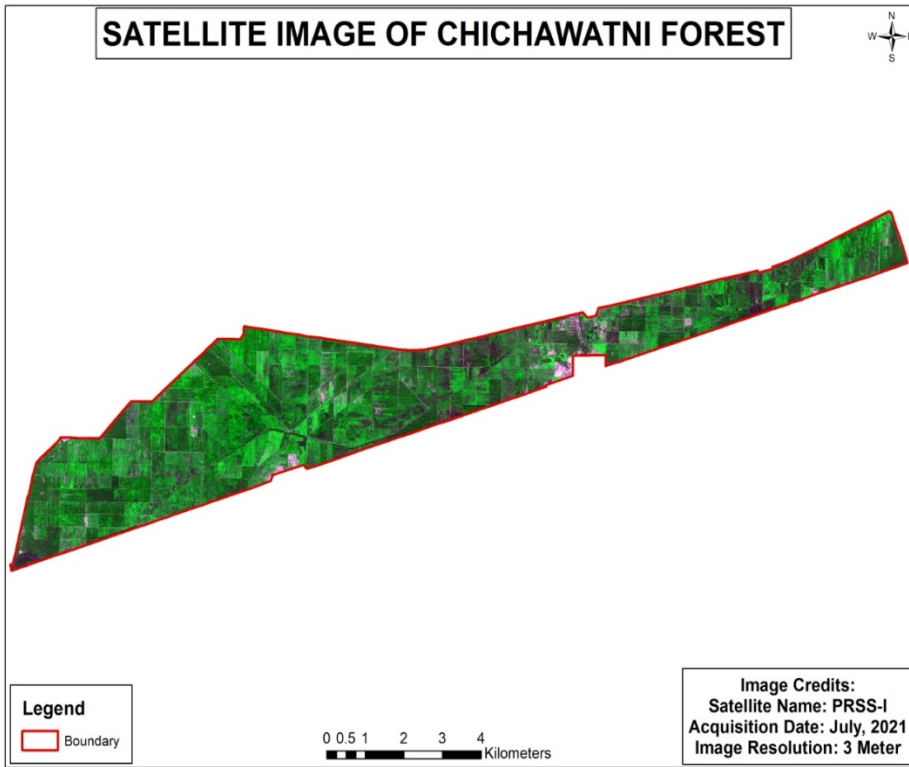 SATELLITE IMAGE OF CHICHAWATNI FOREST
N
W
S
Legend
Boundary
0 0.5 1 2 3 4
Kilometers
Image Credits:
Satellite Name: PRSS-I
Acquisition Date: July, 2021
Image Resolution: 3 Meter